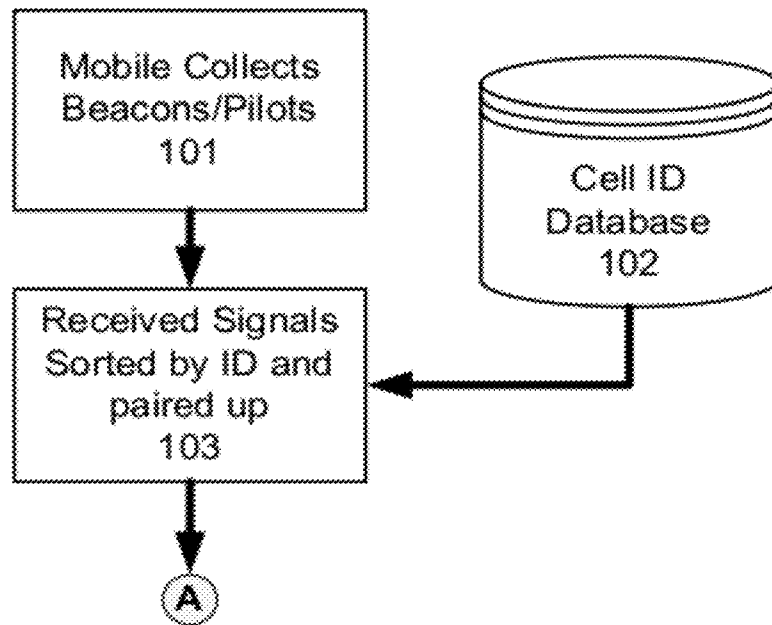 Mobile Collects
Beacons/Pilots
101
Cell ID
Database
102
Received Signals
Sorted by ID and
paired up
103
A